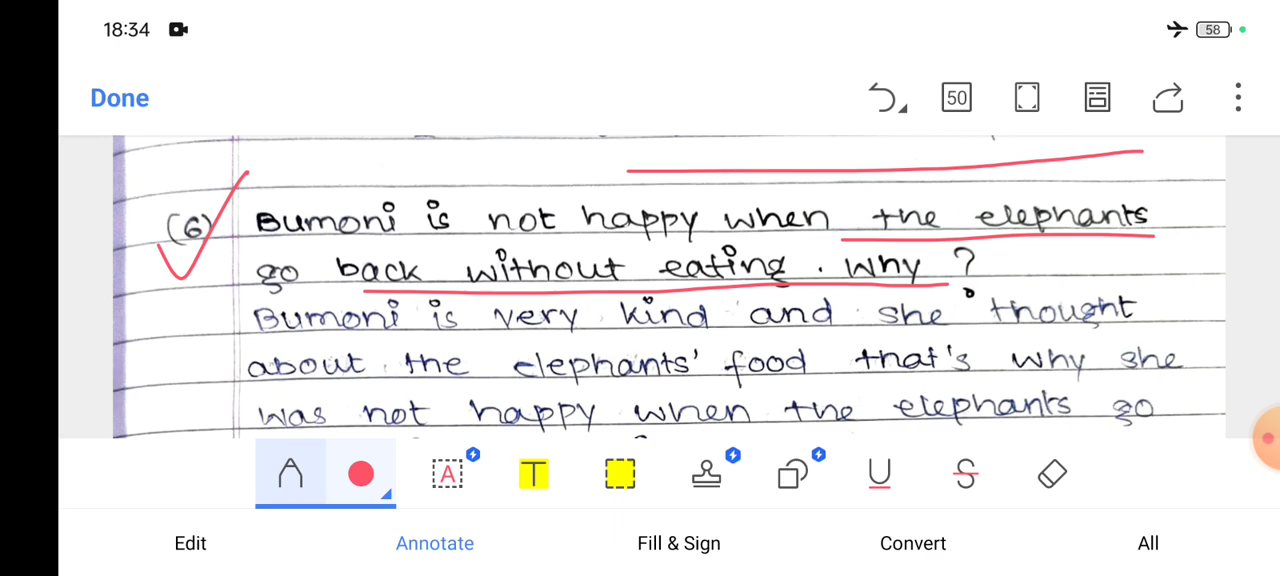 18:34
58
Done
50
(6) Bumoni is not happy when the elephants
go back without eating. Why?
Bumoni is very kind and she thought
about the elephants' food that's why she
was not happy when the elephants go
A
T
U
S
Edit
Annotate
Fill & Sign
Convert
All